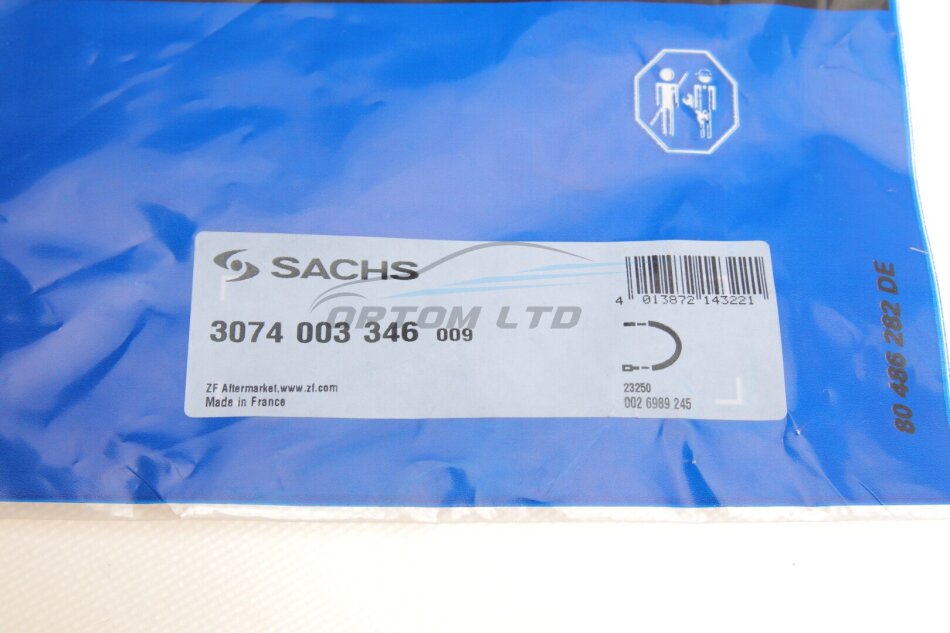 SACHS
4 013872 143221
ORTOM LTD
3074 003 346 009
ZF Aftermarket,www.zf.com
Made in France
23250
002 6989 245
80 486 282 DE